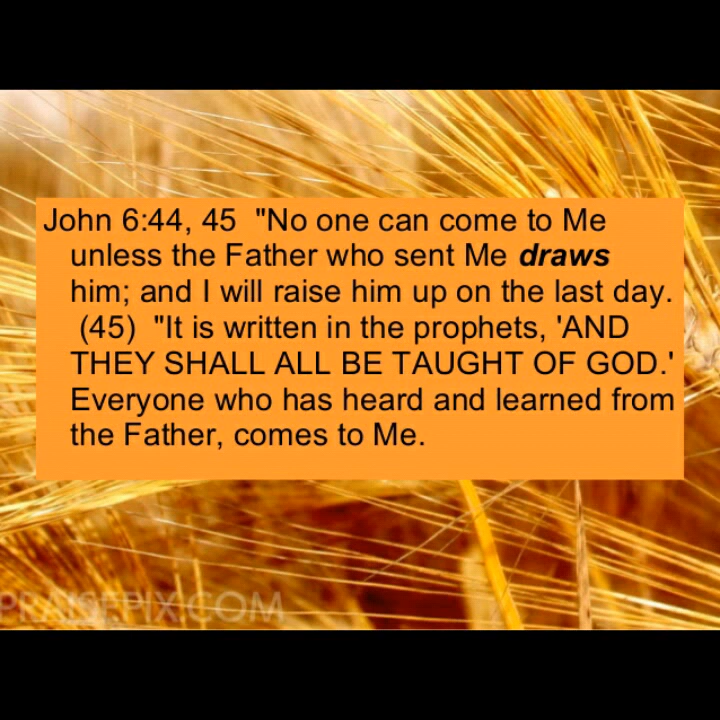 John 6:44, 45  "No one can come to Me
unless the Father who sent Me draws
him; and I will raise him up on the last day.
(45)  "It is written in the prophets, 'AND
THEY SHALL ALL BE TAUGHT OF GOD.'
Everyone who has heard and learned from
the Father, comes to Me.
PRAISEPIX.COM